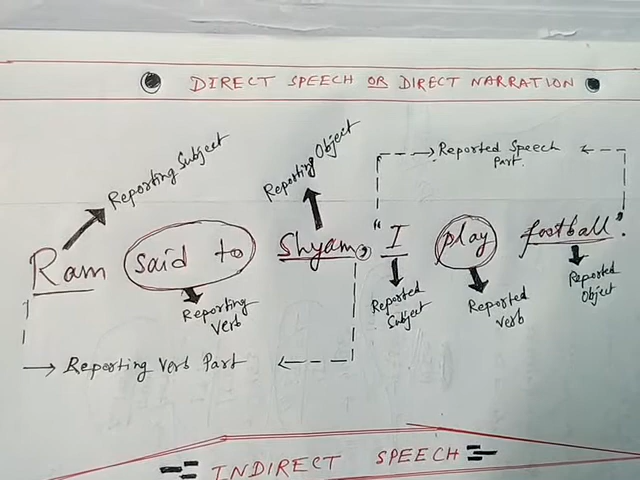 DIRECT SPEECH OR DIRECT NARRATION
Reporting Subject
Reporting Object
Reported Speech
Part.
Ram said to Shyam, "I play football".
Reporting
Verb
Reported
Subject
Reported
Verb
Reported
Object
Reporting Verb Part
INDIRECT SPEECH